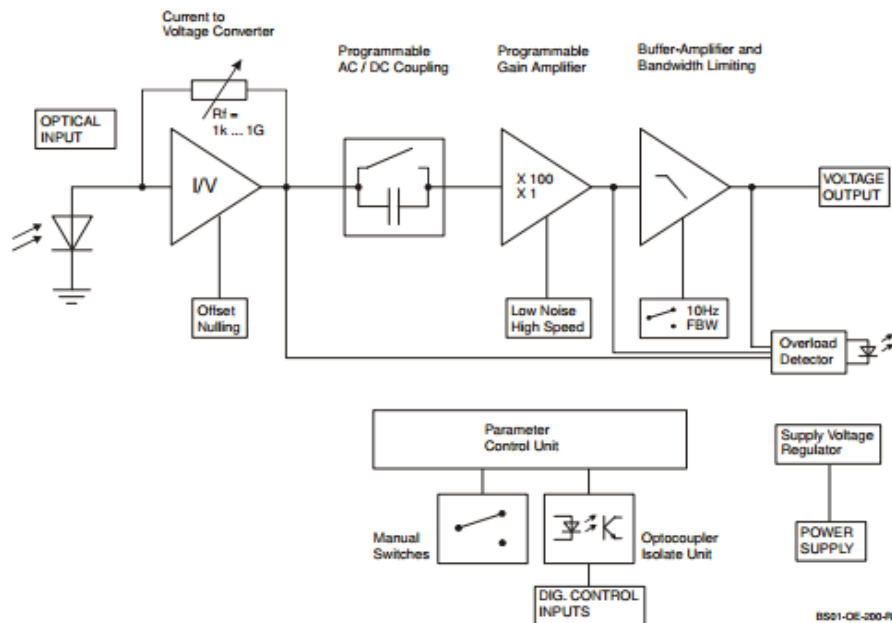 Current to
Voltage Converter
Programmable
AC / DC Coupling
Programmable
Gain Amplifier
Buffer-Amplifier and
Bandwidth Limiting
OPTICAL
INPUT
Rf =
1k ... 1G
I/V
X 100
X 1
VOLTAGE
OUTPUT
Offset
Nulling
Low Noise
High Speed
10Hz
FBW
Overload
Detector
Parameter
Control Unit
Supply Voltage
Regulator
Manual
Switches
Optocoupler
Isolate Unit
POWER
SUPPLY
DIG. CONTROL
INPUTS